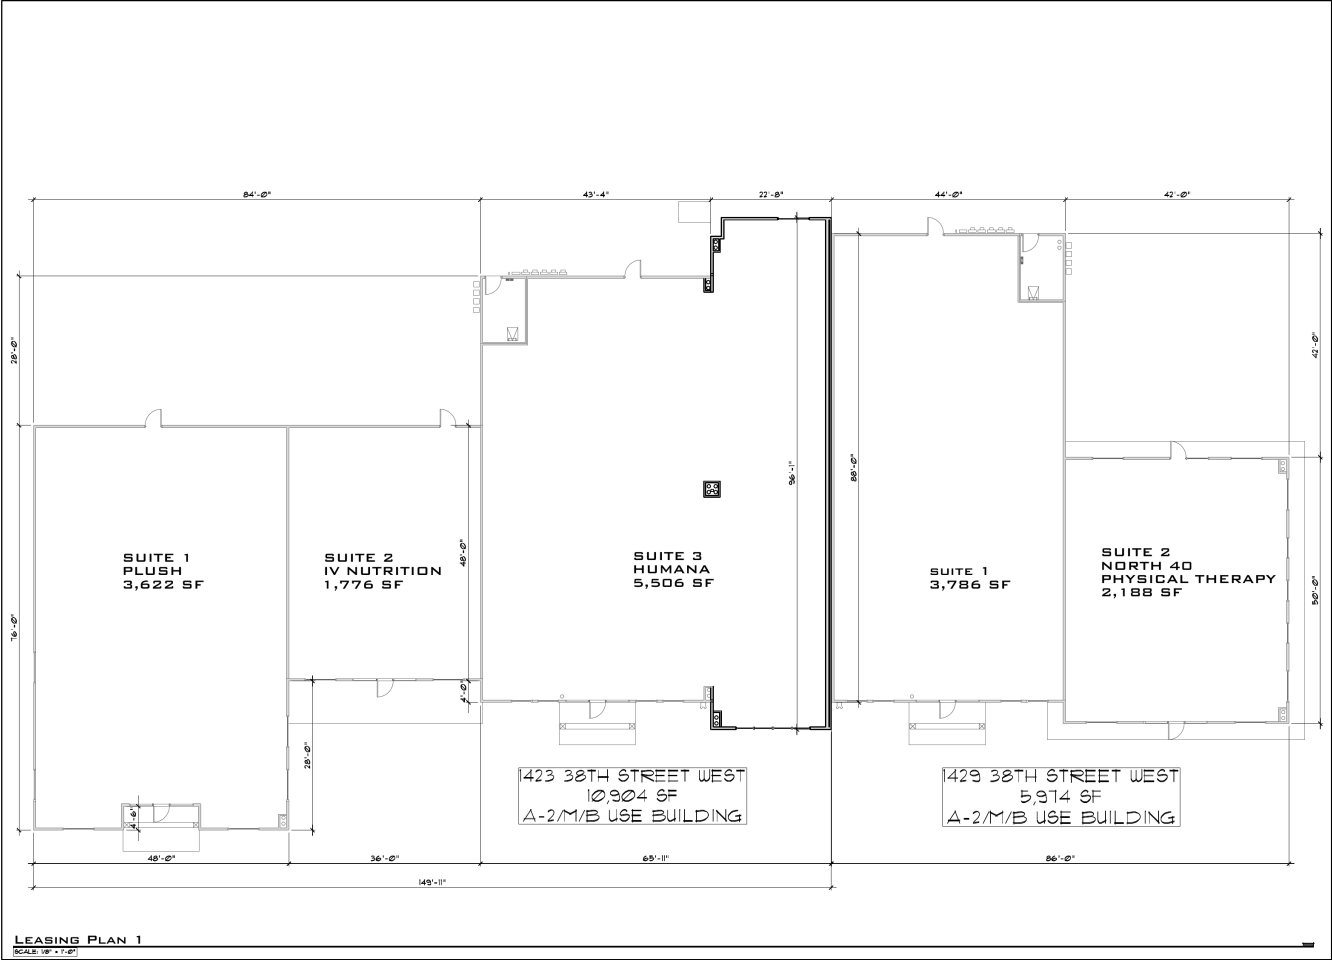 84'-0"
43'-4"
22'-8"
44'-0"
42'-0"
28'-0"
42'-0"
96'-1"
88'-0"
48'-0"
SUITE 1
PLUSH
3,622 SF
SUITE 2
IV NUTRITION
1,776 SF
SUITE 3
HUMANA
5,506 SF
SUITE 1
3,786 SF
SUITE 2
NORTH 40
PHYSICAL THERAPY
2,188 SF
76'-0"
50'-0"
4'-0"
28'-0"
4'-6"
1423 38TH STREET WEST
10,904 SF
A-2/M/B USE BUILDING
1429 38TH STREET WEST
5,974 SF
A-2/M/B USE BUILDING
48'-0"
36'-0"
65'-11"
86'-0"
149'-11"
LEASING PLAN 1
SCALE: 1/8" = 1'-0"